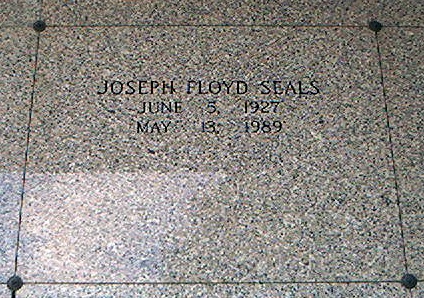 JOSEPH FLOYD SEALS
JUNE 5, 1927
MAY 13, 1989